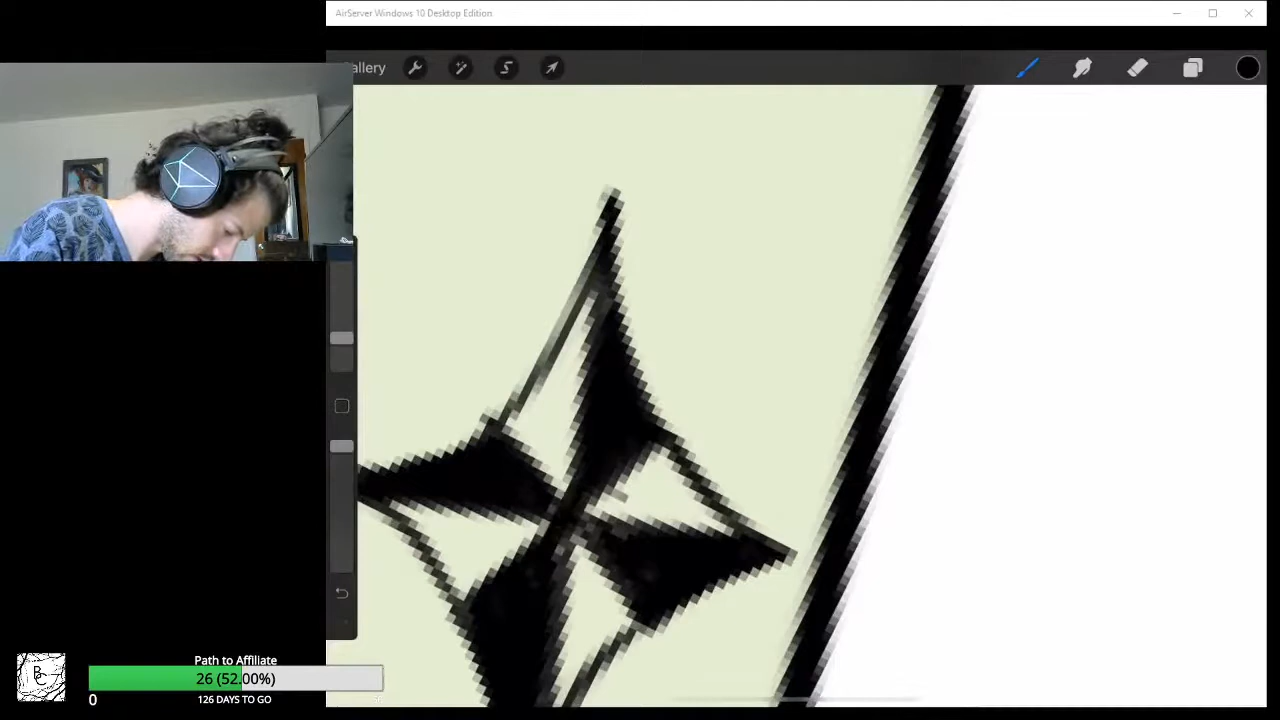 AirServer Windows 10 Desktop Edition
allery
Path to Affiliate
26 (52.00%)
0
126 DAYS TO GO